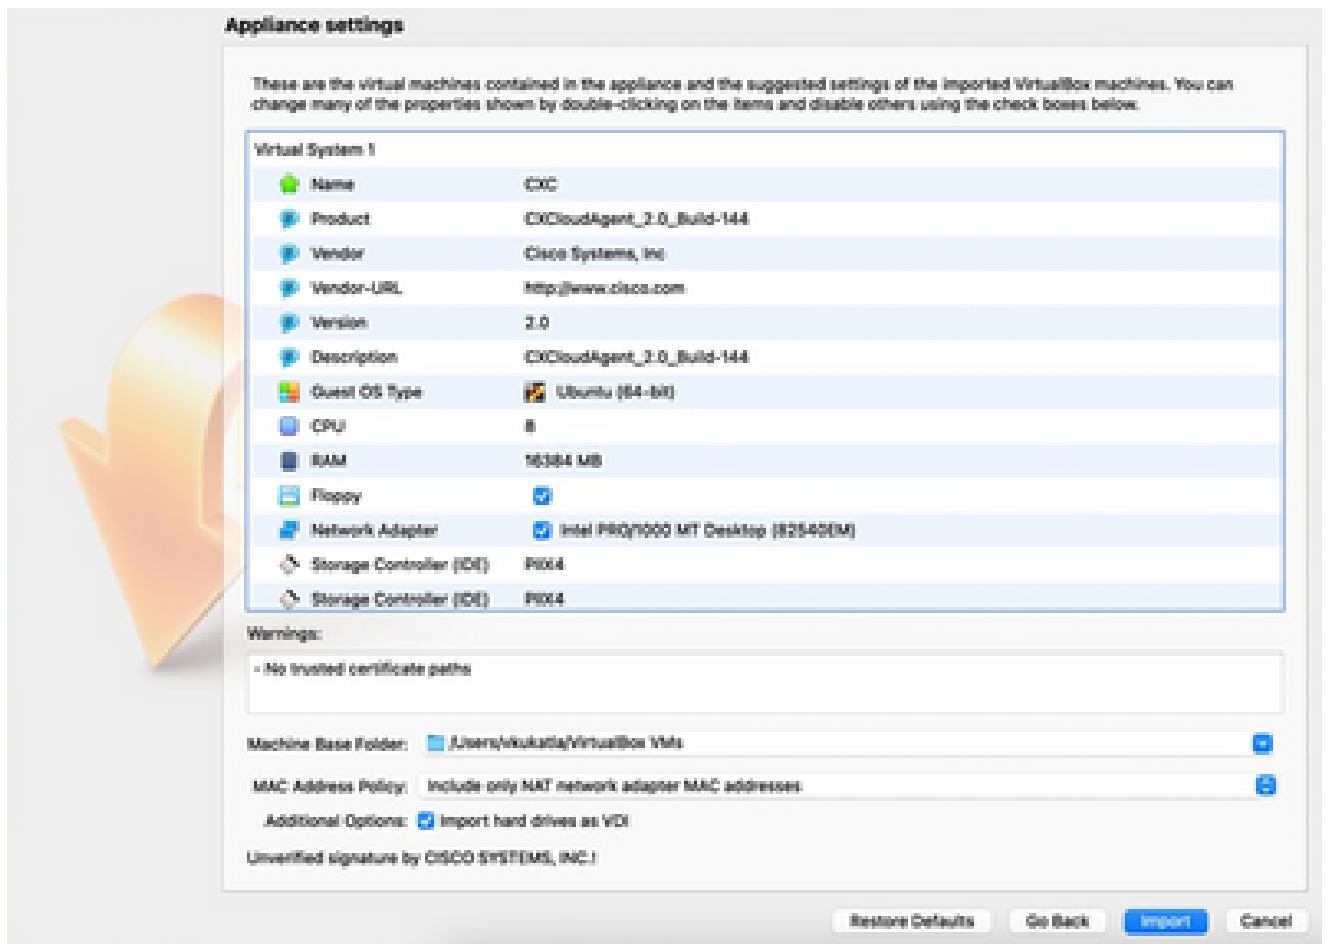 Appliance settings
These are the virtual machines contained in the appliance and the suggested settings of the imported VirtualBox machines. You can
change many of the properties shown by double-clicking on the items and disable others using the check boxes below.
Virtual System 1
Name CXC
Product CXCloudAgent_2.0_Build-144
Vendor Cisco Systems, Inc
Vendor-URL http://www.cisco.com
Version 2.0
Description CXCloudAgent_2.0_Build-144
Guest OS Type Ubuntu (64-bit)
CPU 8
RAM 16384 MB
Floppy
Network Adapter Intel PRO/1000 MT Desktop (82540EM)
Storage Controller (IDE) PIIX4
Storage Controller (IDE) PIIX4
Warnings:
- No trusted certificate paths
Machine Base Folder: /Users/vkukatla/VirtualBox VMs
MAC Address Policy: Include only NAT network adapter MAC addresses
Additional Options: Import hard drives as VDI
Unverified signature by CISCO SYSTEMS, INC.!
Restore Defaults Go Back Import Cancel